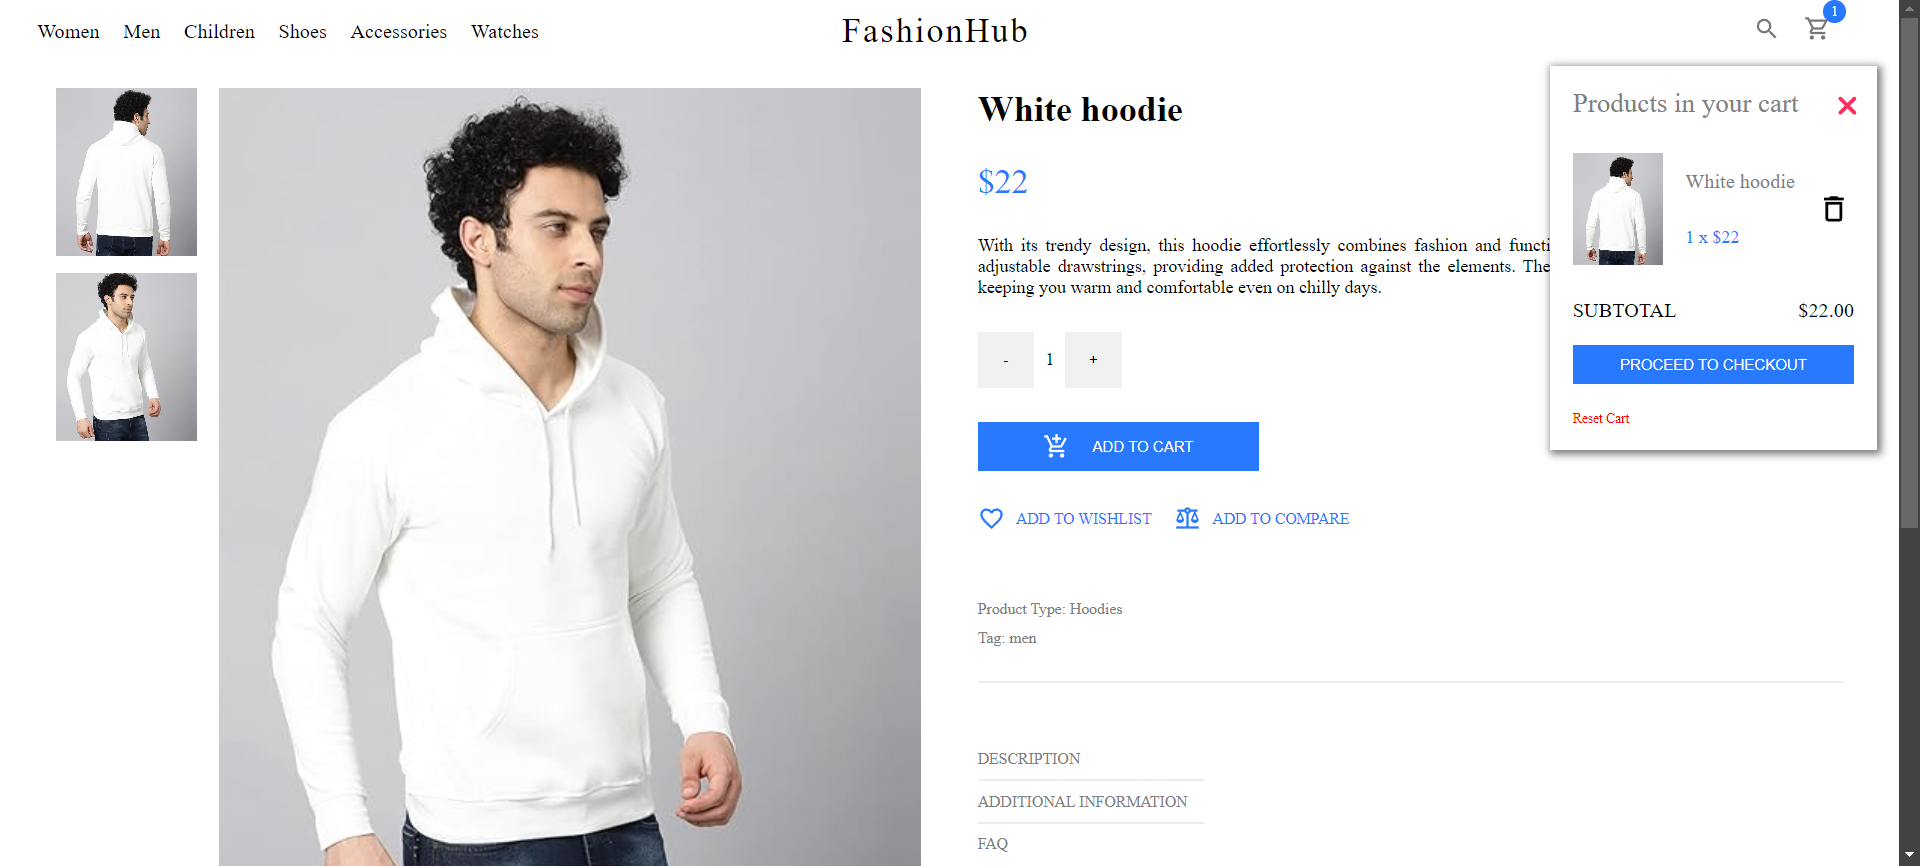 Women Men Children Shoes Accessories Watches
FashionHub
1
White hoodie
$22
With its trendy design, this hoodie effortlessly combines fashion and functi
adjustable drawstrings, providing added protection against the elements. The
keeping you warm and comfortable even on chilly days.
- 1 +
ADD TO CART
ADD TO WISHLIST ADD TO COMPARE
Product Type: Hoodies
Tag: men
DESCRIPTION
ADDITIONAL INFORMATION
FAQ
Products in your cart
White hoodie
1 x $22
SUBTOTAL $22.00
PROCEED TO CHECKOUT
Reset Cart